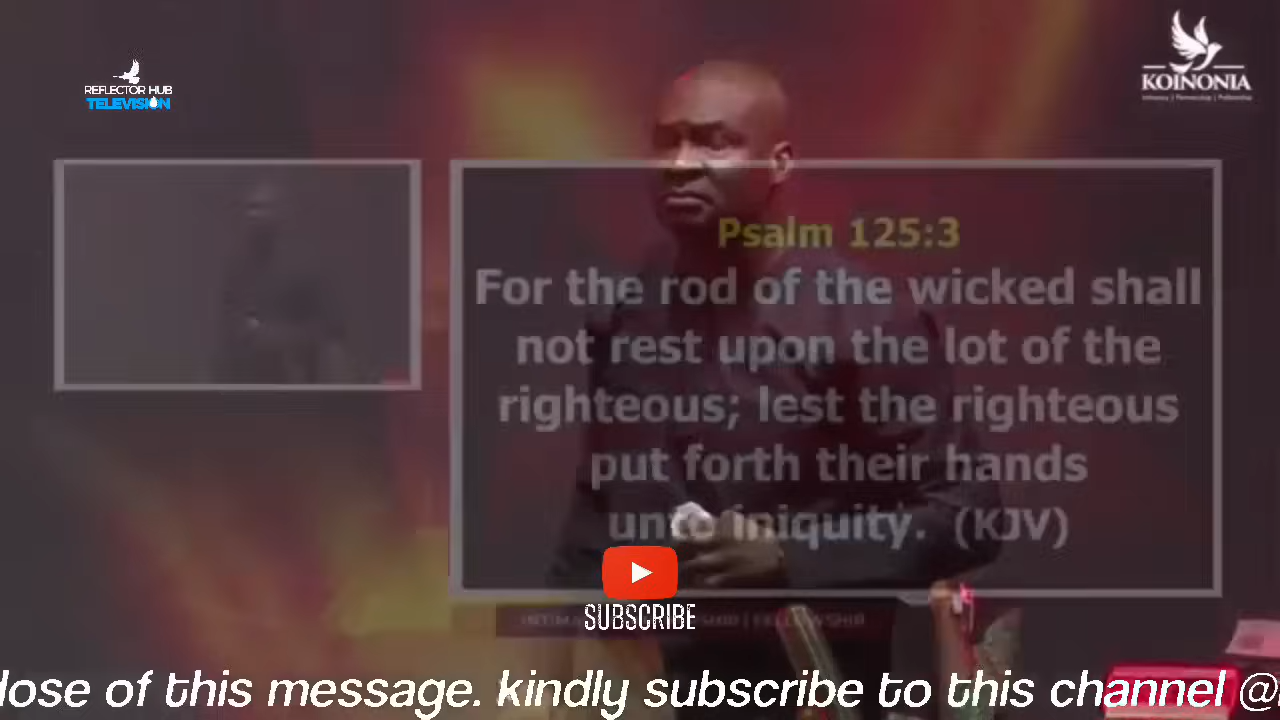 REFLECTOR HUB
TELEVISION
KOINONIA
Psalm 125:3
For the rod of the wicked shall
not rest upon the lot of the
righteous; lest the righteous
put forth their hands
unto iniquity. (KJV)
SUBSCRIBE
of this message. kindly subscribe to this channel @